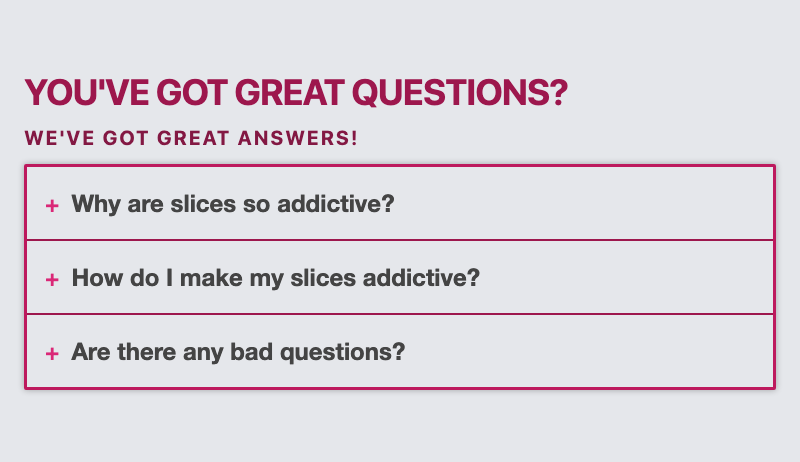 YOU'VE GOT GREAT QUESTIONS?
WE'VE GOT GREAT ANSWERS!
+ Why are slices so addictive?
+ How do I make my slices addictive?
+ Are there any bad questions?